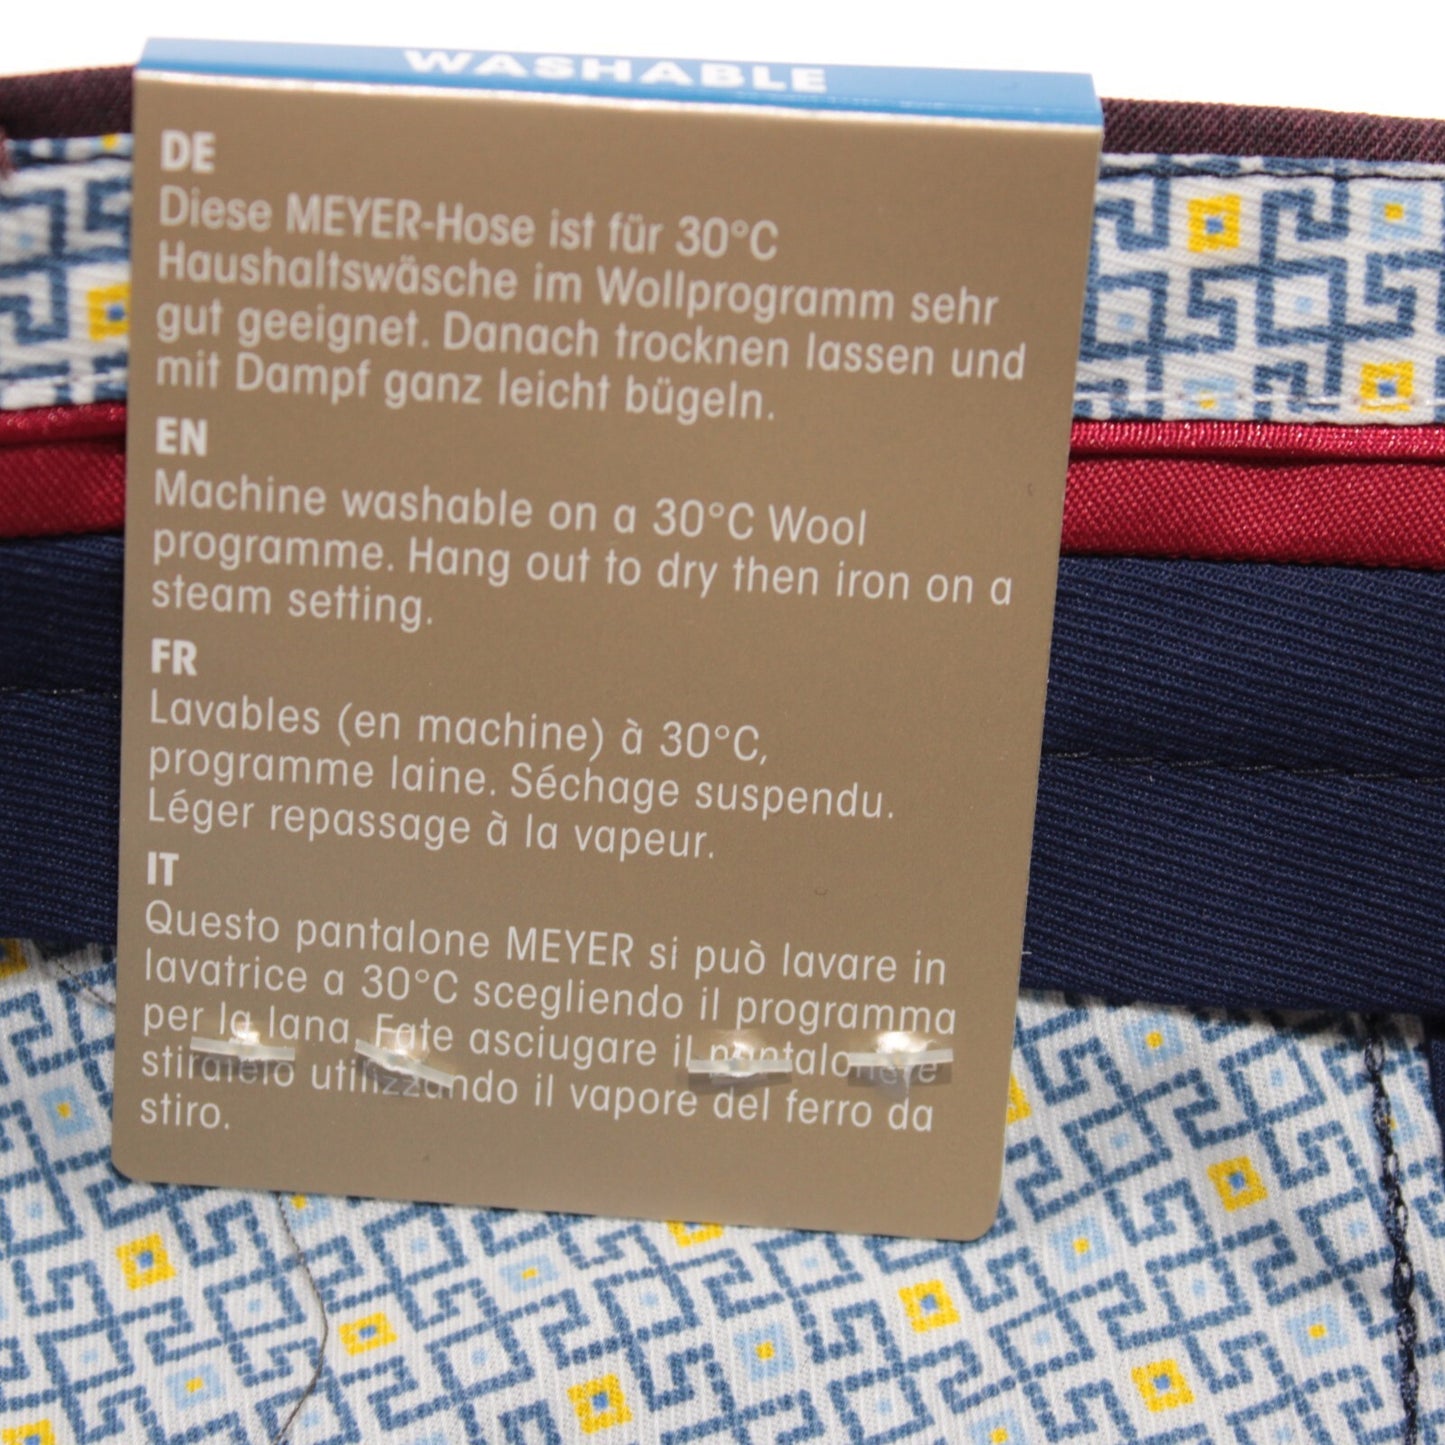 WASHABLE
DE
Diese MEYER-Hose ist für 30°C
Haushaltswäsche im Wollprogramm sehr
gut geeignet. Danach trocknen lassen und
mit Dampf ganz leicht bügeln.
EN
Machine washable on a 30°C Wool
programme. Hang out to dry then iron on a
steam setting.
FR
Lavables (en machine) à 30°C,
programme laine. Séchage suspendu.
Léger repassage à la vapeur.
IT
Questo pantalone MEYER si può lavare in
lavatrice a 30°C scegliendo il programma
per la lana. Fate asciugare il pantalone e
stiratelo utilizzando il vapore del ferro da
stiro.